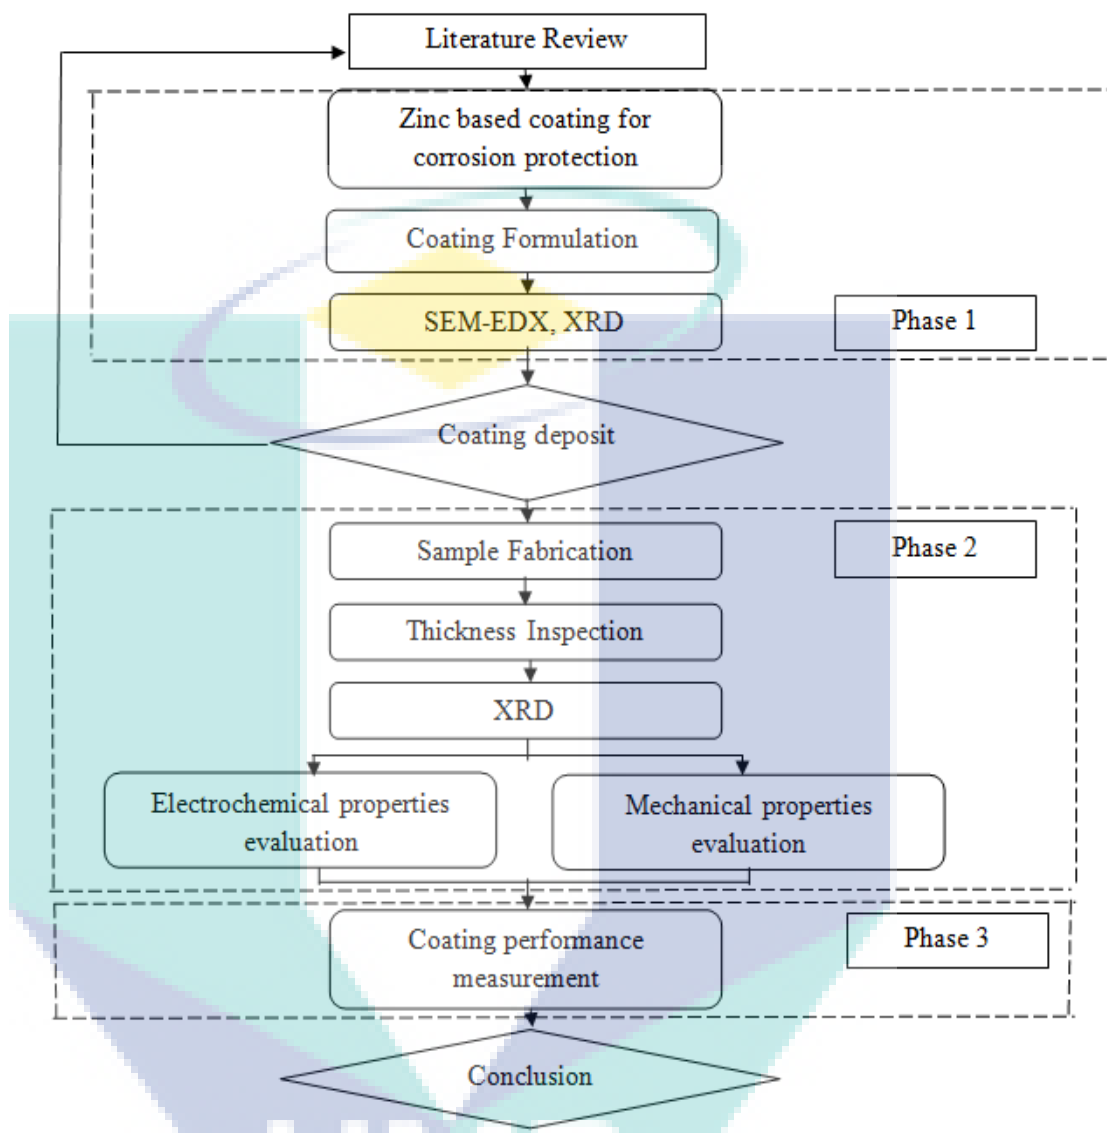 Literature Review
Zinc based coating for
corrosion protection
Coating Formulation
SEM-EDX, XRD
Phase 1
Coating deposit
Sample Fabrication
Phase 2
Thickness Inspection
XRD
Electrochemical properties
evaluation
Mechanical properties
evaluation
Coating performance
measurement
Phase 3
Conclusion